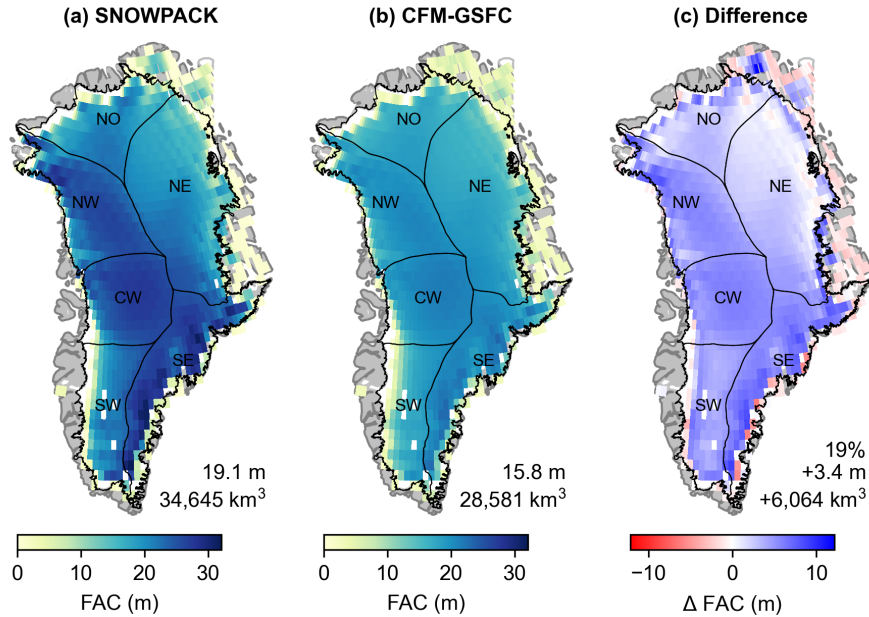 (a) SNOWPACK
NO
NE
NW
CW
SE
SW
19.1 m
34,645 km³
0 10 20 30
FAC (m)
(b) CFM-GSFC
NO
NE
NW
CW
SE
SW
15.8 m
28,581 km³
0 10 20 30
FAC (m)
(c) Difference
NO
NE
NW
CW
SE
SW
19%
+3.4 m
+6,064 km³
−10 0 10
Δ FAC (m)